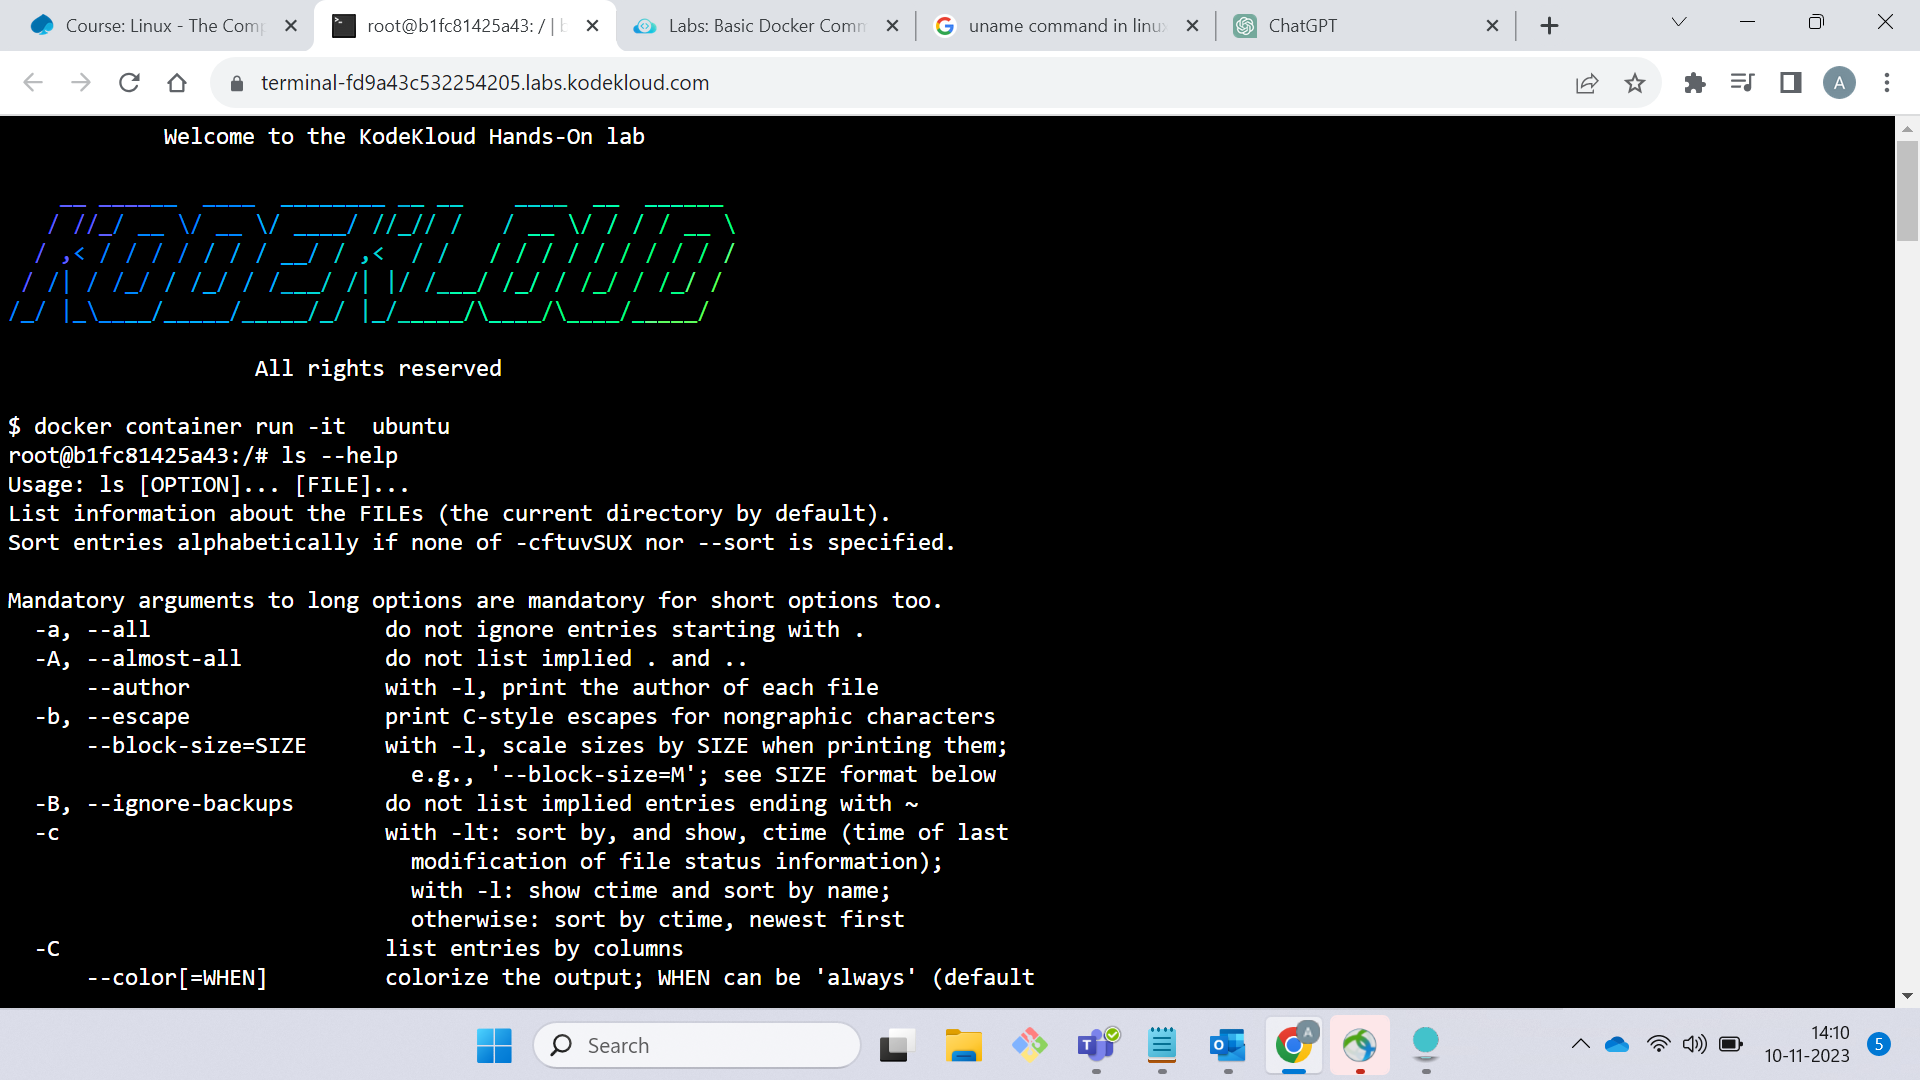 Course: Linux - The Comp
root@b1fc81425a43: / | b
Labs: Basic Docker Comm
uname command in linux
ChatGPT
terminal-fd9a43c532254205.labs.kodekloud.com
A
Welcome to the KodeKloud Hands-On lab
KODEKLOUD
All rights reserved
$ docker container run -it  ubuntu
root@b1fc81425a43:/# ls --help
Usage: ls [OPTION]... [FILE]...
List information about the FILEs (the current directory by default).
Sort entries alphabetically if none of -cftuvSUX nor --sort is specified.
Mandatory arguments to long options are mandatory for short options too.
  -a, --all                  do not ignore entries starting with .
  -A, --almost-all           do not list implied . and ..
      --author               with -l, print the author of each file
  -b, --escape               print C-style escapes for nongraphic characters
      --block-size=SIZE      with -l, scale sizes by SIZE when printing them;
                               e.g., '--block-size=M'; see SIZE format below
  -B, --ignore-backups       do not list implied entries ending with ~
  -c                         with -lt: sort by, and show, ctime (time of last
                               modification of file status information);
                               with -l: show ctime and sort by name;
                               otherwise: sort by ctime, newest first
  -C                         list entries by columns
      --color[=WHEN]         colorize the output; WHEN can be 'always' (default
Search
A
14:10
10-11-2023
5